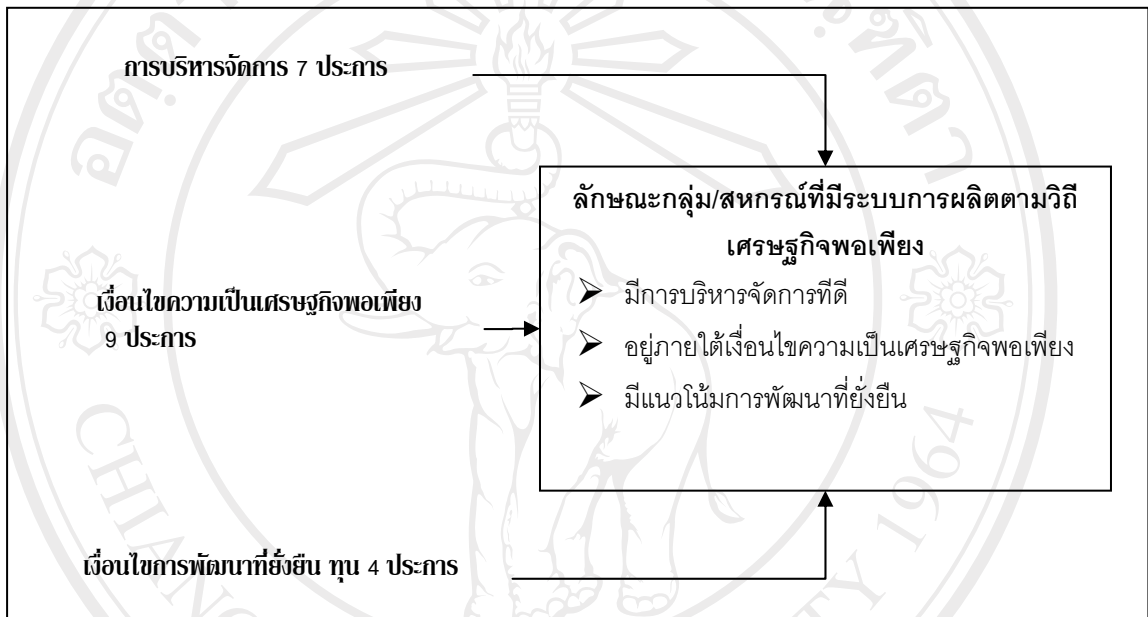 การบริหารจัดการ 7 ประการ
ลักษณะกลุ่ม/สหกรณ์ที่มีระบบการผลิตตามวิถี
เศรษฐกิจพอเพียง
เงื่อนไขความเป็นเศรษฐกิจพอเพียง
9 ประการ
➢ มีการบริหารจัดการที่ดี
➢ อยู่ภายใต้เงื่อนไขความเป็นเศรษฐกิจพอเพียง
➢ มีแนวโน้มการพัฒนาที่ยั่งยืน
เงื่อนไขการพัฒนาที่ยั่งยืน ทุน 4 ประการ